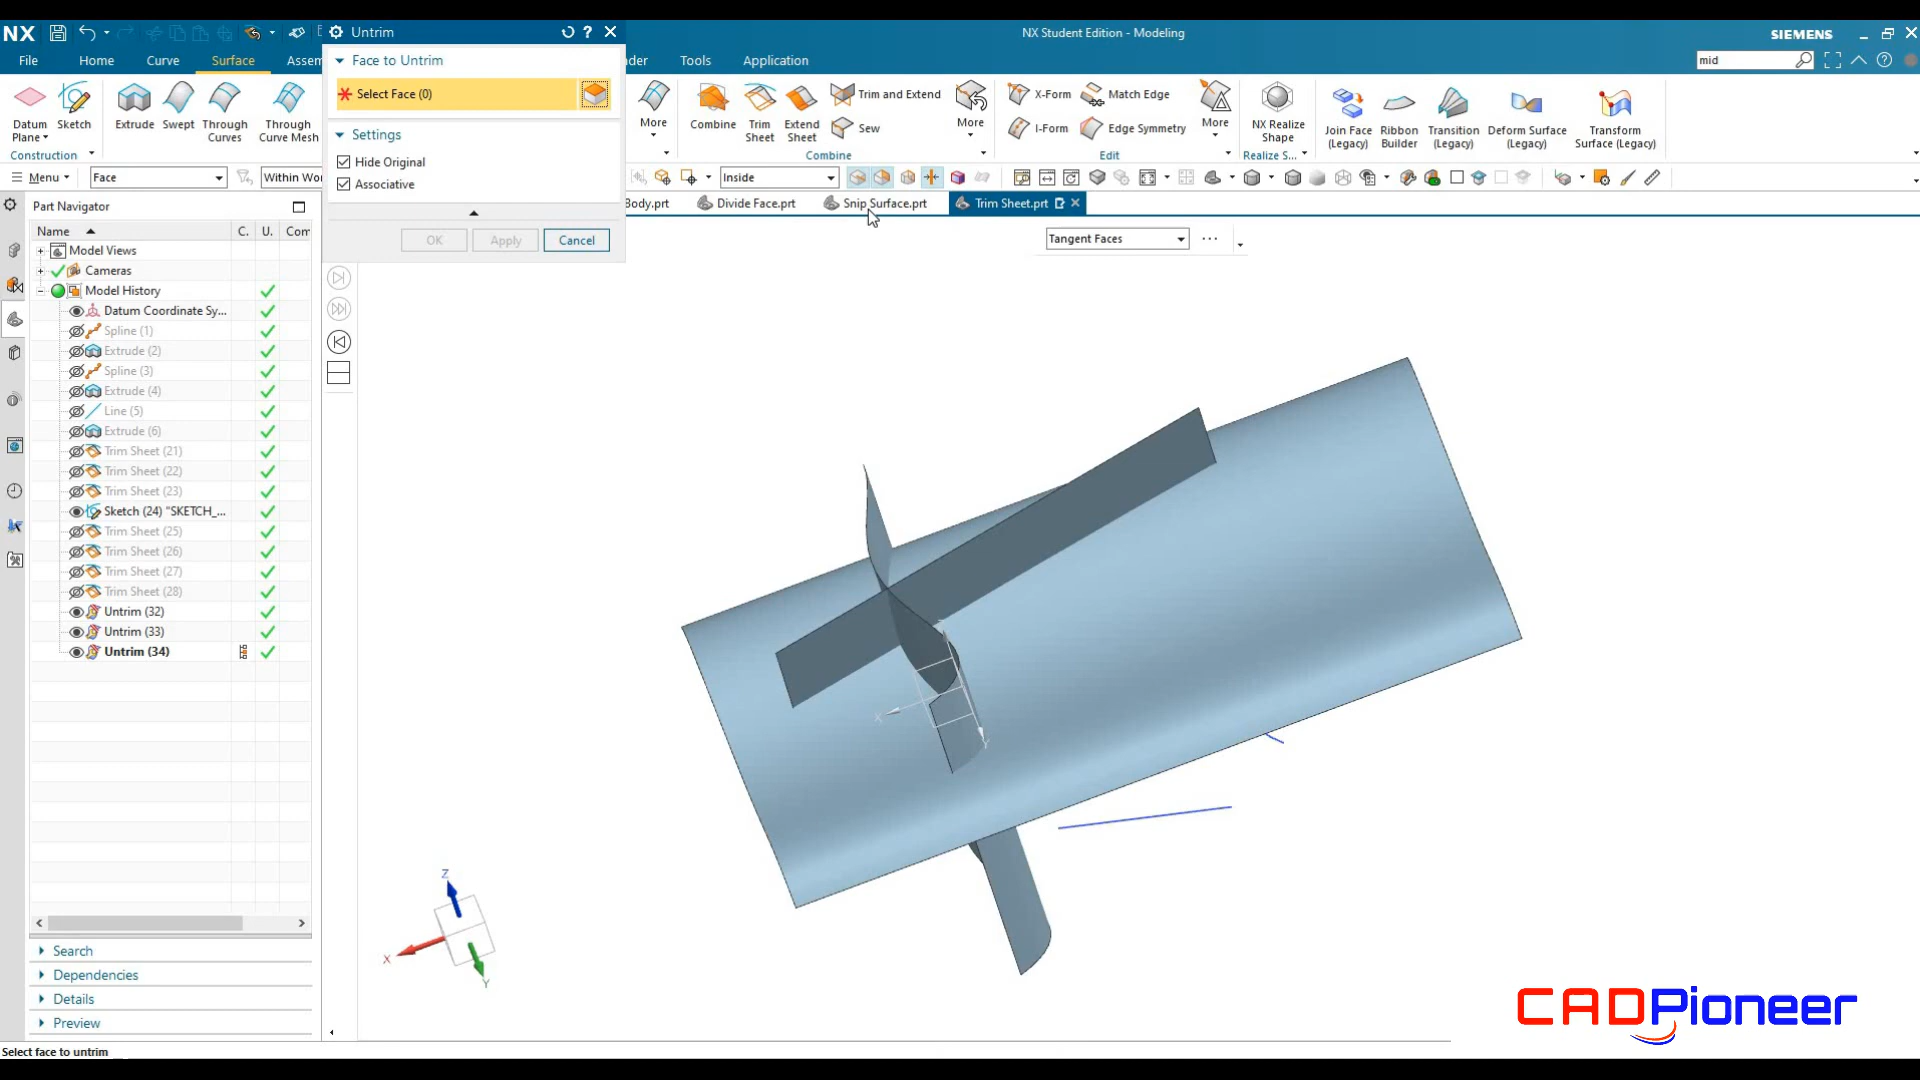 NX
Untrim
NX Student Edition - Modeling
SIEMENS
File
Home
Curve
Surface
Assem
Face to Untrim
Tools
Application
mid
Select Face (0)
Settings
Hide Original
Associative
OK
Apply
Cancel
Datum Plane
Sketch
Extrude
Swept
Through Curves
Through Curve Mesh
Construction
More
Combine
Trim Sheet
Extend Sheet
Trim and Extend
Sew
More
Combine
X-Form
I-Form
Match Edge
Edge Symmetry
More
Edit
NX Realize Shape
Realize S...
Join Face (Legacy)
Ribbon Builder
Transition (Legacy)
Deform Surface (Legacy)
Transform Surface (Legacy)
Menu
Face
Within Wor
Inside
Body.prt
Divide Face.prt
Snip Surface.prt
Trim Sheet.prt
Tangent Faces
Part Navigator
Name
C.
U.
Com
Model Views
Cameras
Model History
Datum Coordinate Sy...
Spline (1)
Extrude (2)
Spline (3)
Extrude (4)
Line (5)
Extrude (6)
Trim Sheet (21)
Trim Sheet (22)
Trim Sheet (23)
Sketch (24) "SKETCH_...
Trim Sheet (25)
Trim Sheet (26)
Trim Sheet (27)
Trim Sheet (28)
Untrim (32)
Untrim (33)
Untrim (34)
Search
Dependencies
Details
Preview
Select face to untrim
X
Y
Z
X
Y
CADPioneer